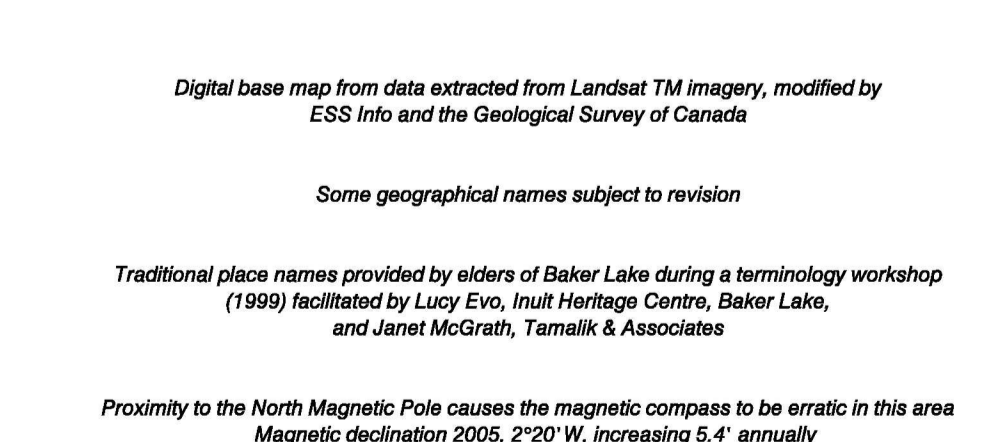 Digital base map from data extracted from Landsat TM imagery, modified by
ESS Info and the Geological Survey of Canada
Some geographical names subject to revision
Traditional place names provided by elders of Baker Lake during a terminology workshop
(1999) facilitated by Lucy Evo, Inuit Heritage Centre, Baker Lake,
and Janet McGrath, Tamalik & Associates
Proximity to the North Magnetic Pole causes the magnetic compass to be erratic in this area
Magnetic declination 2005, 2°20' W, increasing 5.4' annually